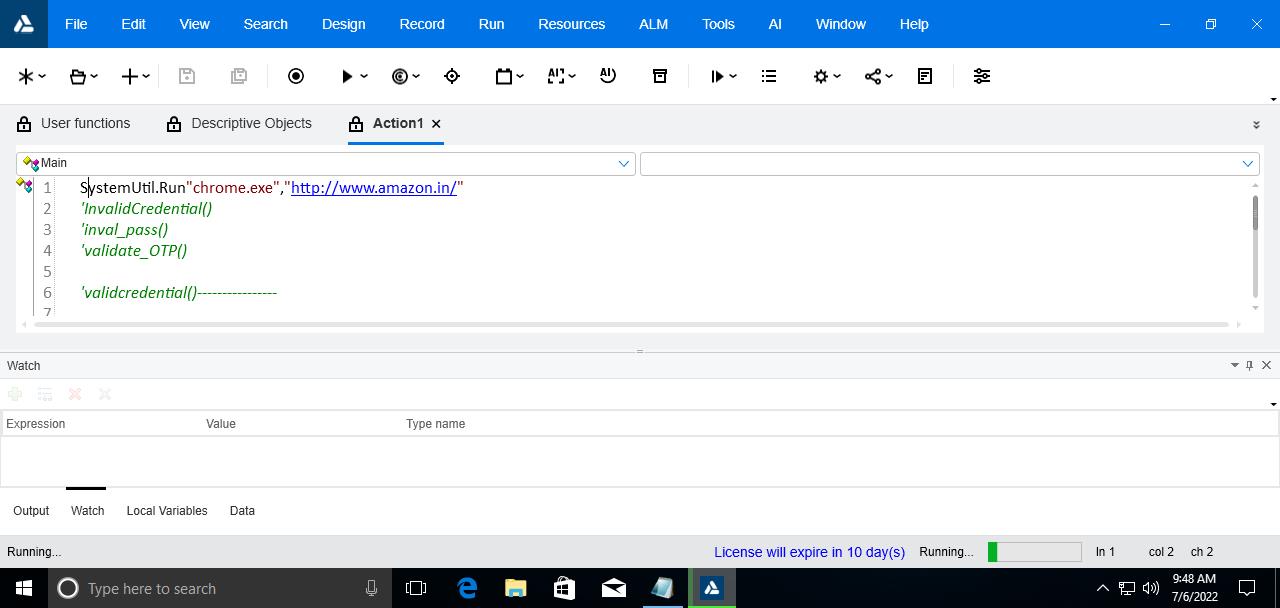 File Edit View Search Design Record Run Resources ALM Tools AI Window Help
AI AI
User functions Descriptive Objects Action1
Main
1 SystemUtil.Run"chrome.exe","http://www.amazon.in/"
2 'InvalidCredential()
3 'inval_pass()
4 'validate_OTP()
5
6 'validcredential()----------------
7
Watch
Expression Value Type name
Output Watch Local Variables Data
Running... License will expire in 10 day(s) Running... ln 1 col 2 ch 2
Type here to search 9:48 AM
7/6/2022